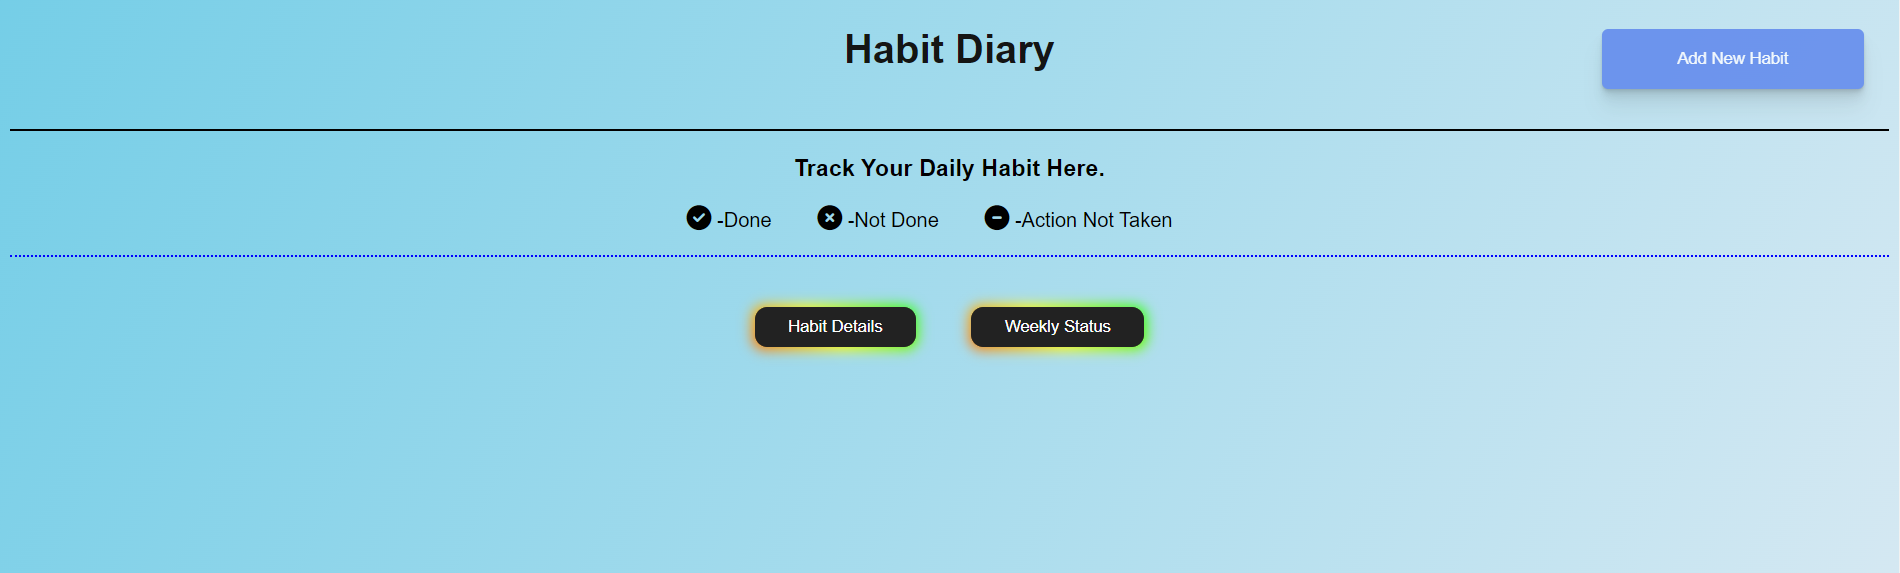 Habit Diary
Add New Habit
Track Your Daily Habit Here.
-Done -Not Done -Action Not Taken
Habit Details Weekly Status